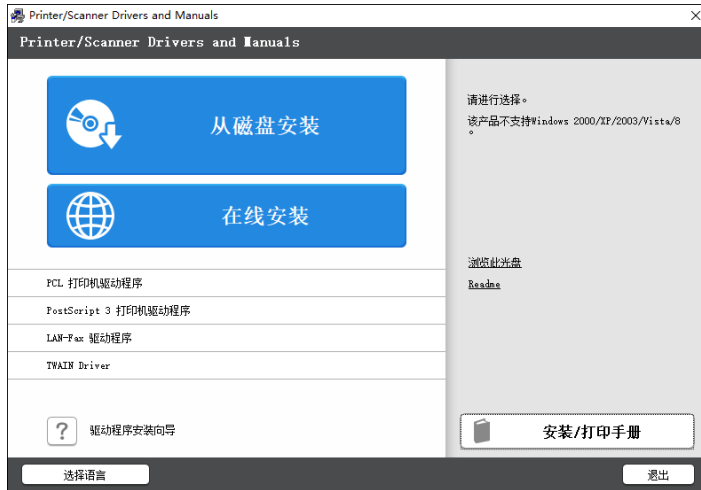 Printer/Scanner Drivers and Manuals
Printer/Scanner Drivers and Manuals
从磁盘安装
在线安装
PCL 打印机驱动程序
PostScript 3 打印机驱动程序
LAN-Fax 驱动程序
TWAIN Driver
? 驱动程序安装向导
请进行选择。
该产品不支持Windows 2000/XP/2003/Vista/8
。
浏览此光盘
Readme
安装/打印手册
选择语言
退出